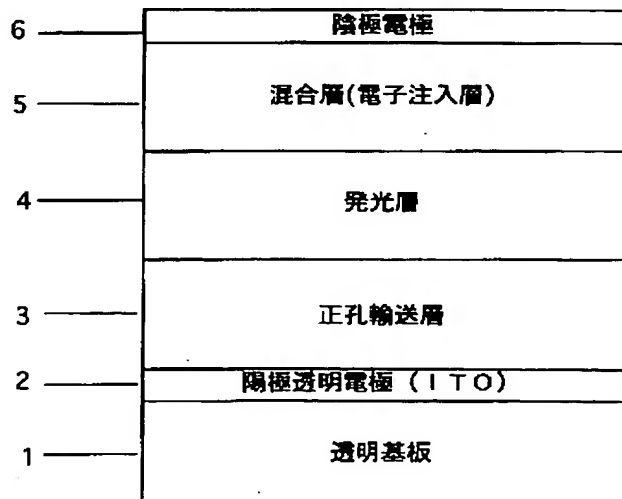 6 陰極電極
5 混合層(電子注入層)
4 発光層
3 正孔輸送層
2 陽極透明電極(ITO)
1 透明基板